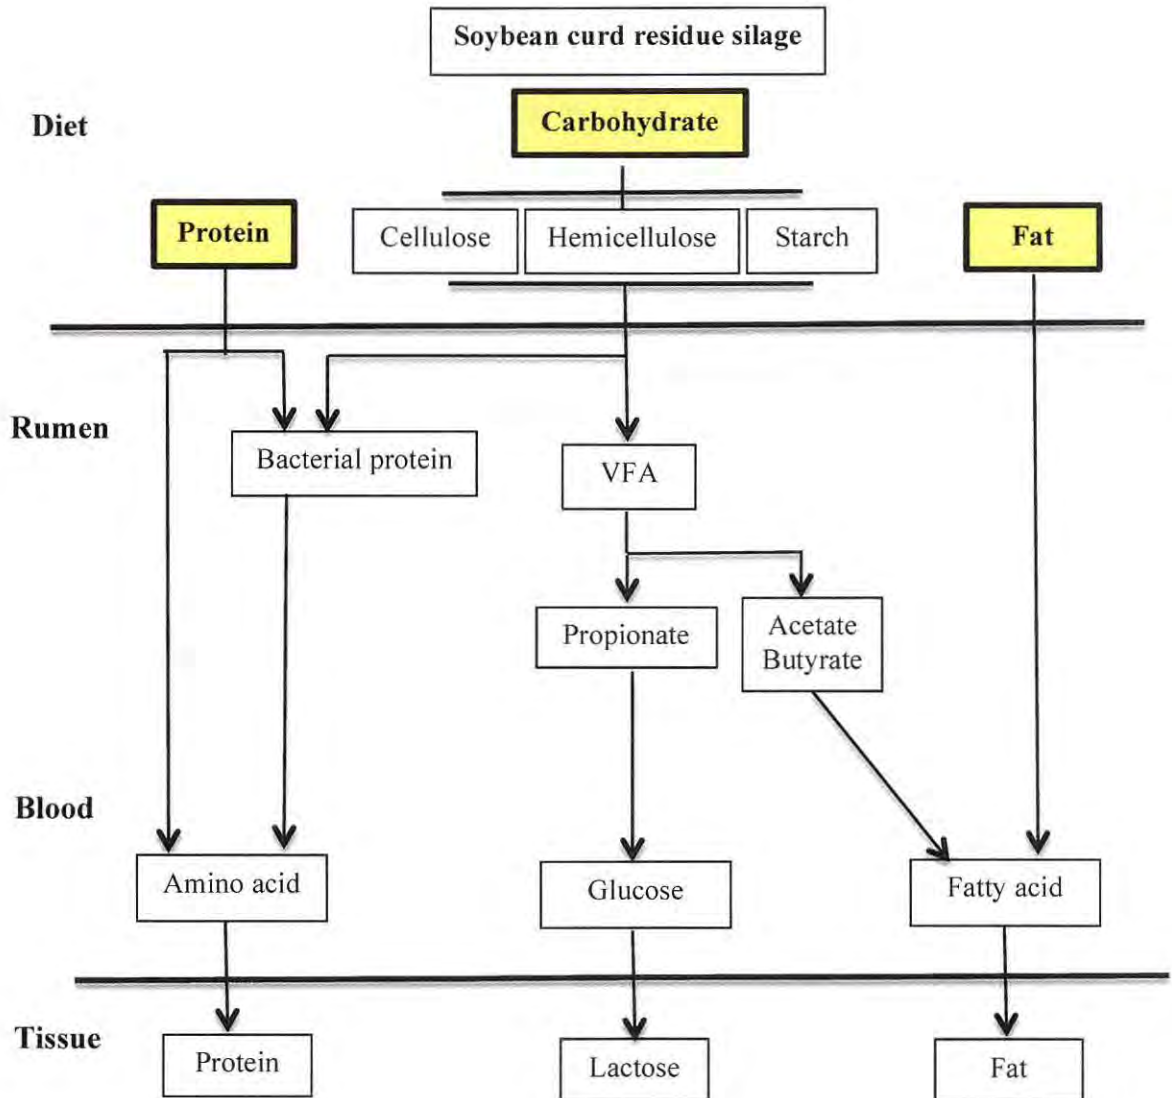 Soybean curd residue silage
Diet
Carbohydrate
Protein
Cellulose
Hemicellulose
Starch
Fat
Rumen
Bacterial protein
VFA
Propionate
Acetate
Butyrate
Blood
Amino acid
Glucose
Fatty acid
Tissue
Protein
Lactose
Fat